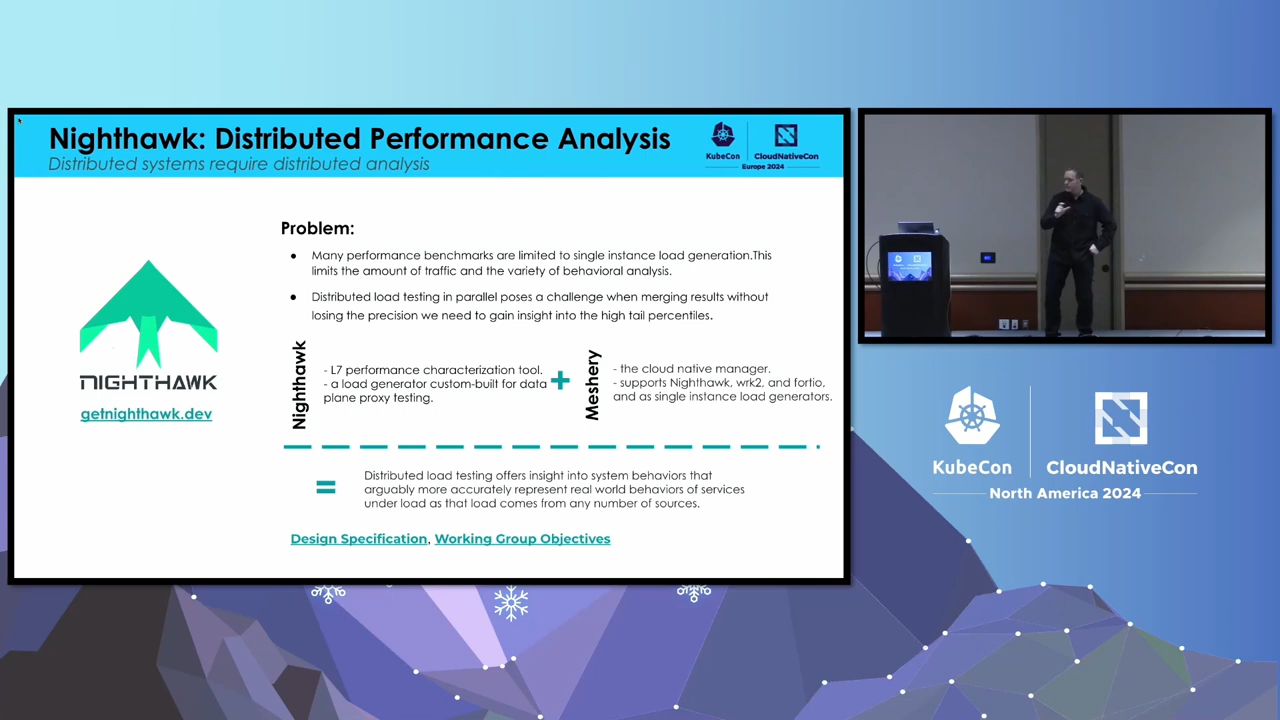 Nighthawk: Distributed Performance Analysis
Distributed systems require distributed analysis
KubeCon
CloudNativeCon
Europe 2024
Problem:
● Many performance benchmarks are limited to single instance load generation.This
limits the amount of traffic and the variety of behavioral analysis.
● Distributed load testing in parallel poses a challenge when merging results without
losing the precision we need to gain insight into the high tail percentiles.
NIGHTHAWK
getnighthawk.dev
Nighthawk
- L7 performance characterization tool.
- a load generator custom-built for data
plane proxy testing.
+
Meshery
- the cloud native manager.
- supports Nighthawk, wrk2, and fortio,
and as single instance load generators.
=
Distributed load testing offers insight into system behaviors that
arguably more accurately represent real world behaviors of services
under load as that load comes from any number of sources.
Design Specification, Working Group Objectives
KubeCon
CloudNativeCon
North America 2024